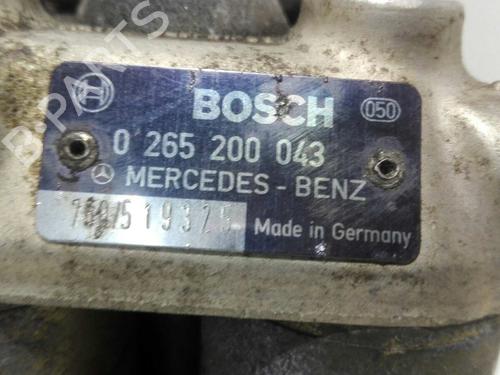 BOSCH
050
0 265 200 043
MERCEDES - BENZ
Made in Germany
B-PARTS